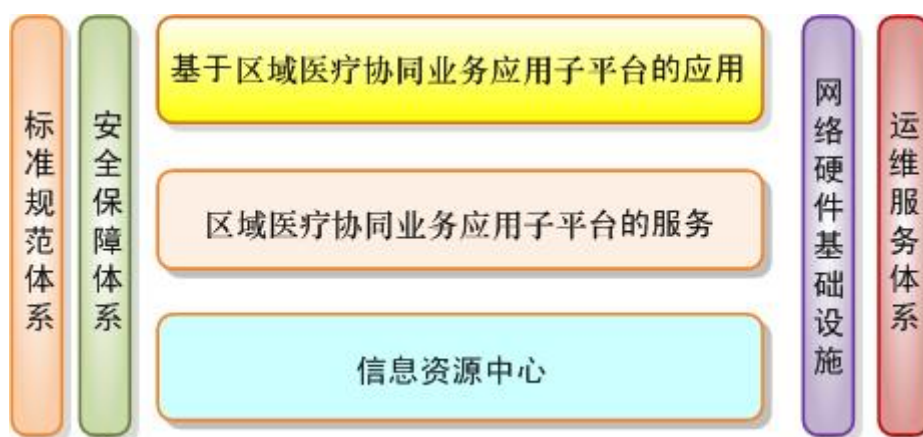 标准规范体系
安全保障体系
基于区域医疗协同业务应用子平台的应用
区域医疗协同业务应用子平台的服务
信息资源中心
网络硬件基础设施
运维服务体系